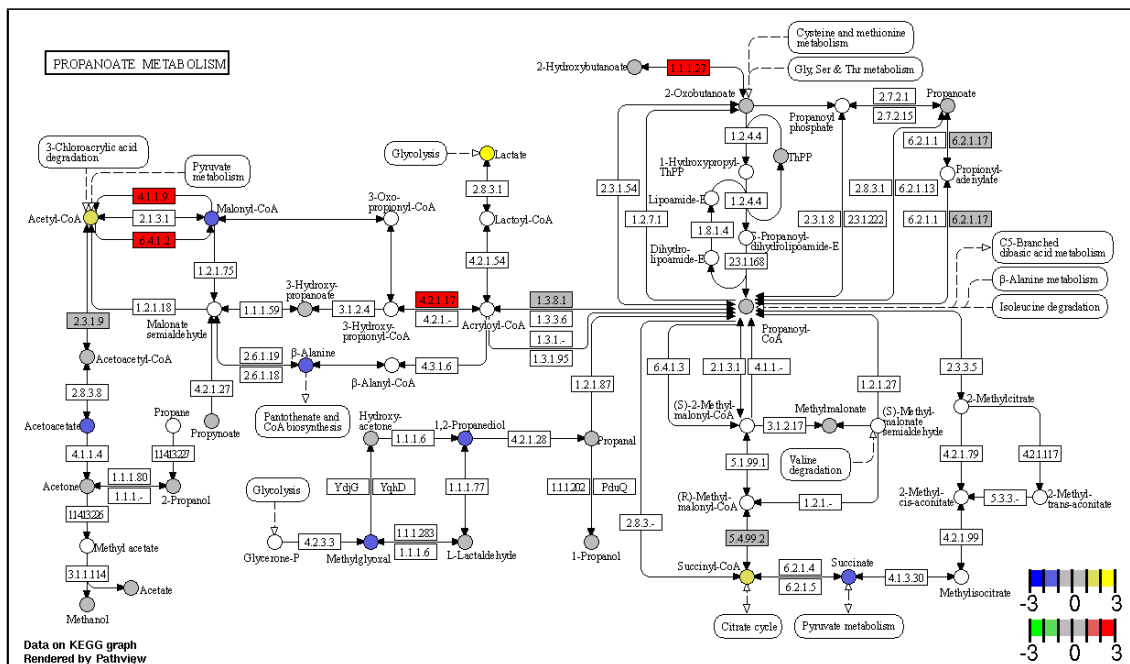 PROPANOATE METABOLISM
Cysteine and methionine
metabolism
Gly, Ser & Thr metabolism
2-Hydroxybutanoate
1.1.1.27
2-Oxobutanoate
Propanoyl
phosphate
2.7.2.1
2.7.2.15
Propanoate
6.2.1.1
6.2.1.17
Propionyl-
adenylate
6.2.1.13
6.2.1.1
6.2.1.17
1.2.4.4
ThPP
1-Hydroxypropyl-
ThPP
Lipoamide-E
1.2.4.4
1.8.1.4
S-Propanoyl-
dihydrolipoamide-E
Dihydro-
lipoamide-E
2.3.1.168
2.3.1.54
1.2.7.1
2.3.1.8
2.3.1.222
2.8.3.1
C5-Branched
dibasic acid metabolism
β-Alanine metabolism
Isoleucine degradation
Propanoyl-
CoA
3-Chloroacrylic acid
degradation
Pyruvate
metabolism
Glycolysis
Lactate
2.8.3.1
Lactoyl-CoA
4.2.1.54
Acetyl-CoA
4.1.1.9
2.1.3.1
6.4.1.2
Malonyl-CoA
3-Oxo-
propionyl-CoA
1.2.1.75
1.2.1.18
Malonate
semialdehyde
1.1.1.59
3-Hydroxy-
propanoate
3.1.2.4
3-Hydroxy-
propionyl-CoA
4.2.1.17
4.2.1.-
Acryloyl-CoA
1.3.8.1
1.3.3.6
1.3.1.-
1.3.1.95
2.3.1.9
Acetoacetyl-CoA
2.8.3.8
Acetoacetate
4.1.1.4
Acetone
2.6.1.19
2.6.1.18
β-Alanine
β-Alanyl-CoA
4.3.1.6
4.2.1.27
Propynoate
Pantothenate and
CoA biosynthesis
Propane
1.14.13.227
1.1.1.80
1.1.1.-
2-Propanol
1.14.13.226
Methyl acetate
3.1.1.114
Acetate
Methanol
Hydroxy-
acetone
1.1.1.6
1,2-Propanediol
4.2.1.28
Propanal
1.2.1.87
YdjG
YqhD
1.1.1.77
1.1.1.202
PduQ
1-Propanol
Glycolysis
Glycerone-P
4.2.3.3
Methylglyoxal
1.1.1.283
1.1.1.6
L-Lactaldehyde
6.4.1.3
2.1.3.1
4.1.1.-
1.2.1.27
2.3.3.5
(S)-2-Methyl-
malonyl-CoA
Methylmalonate
3.1.2.17
(S)-Methyl-
malonate
semialdehyde
Valine
degradation
5.1.99.1
(R)-Methyl-
malonyl-CoA
1.2.1.-
2.8.3.-
5.4.99.2
Succinyl-CoA
6.2.1.4
6.2.1.5
Succinate
4.1.3.30
Methylisocitrate
Citrate cycle
Pyruvate metabolism
2-Methylcitrate
4.2.1.79
4.2.1.117
2-Methyl-
cis-aconitate
5.3.3.-
2-Methyl-
trans-aconitate
4.2.1.99
-3 0 3
-3 0 3
Data on KEGG graph
Rendered by Pathview